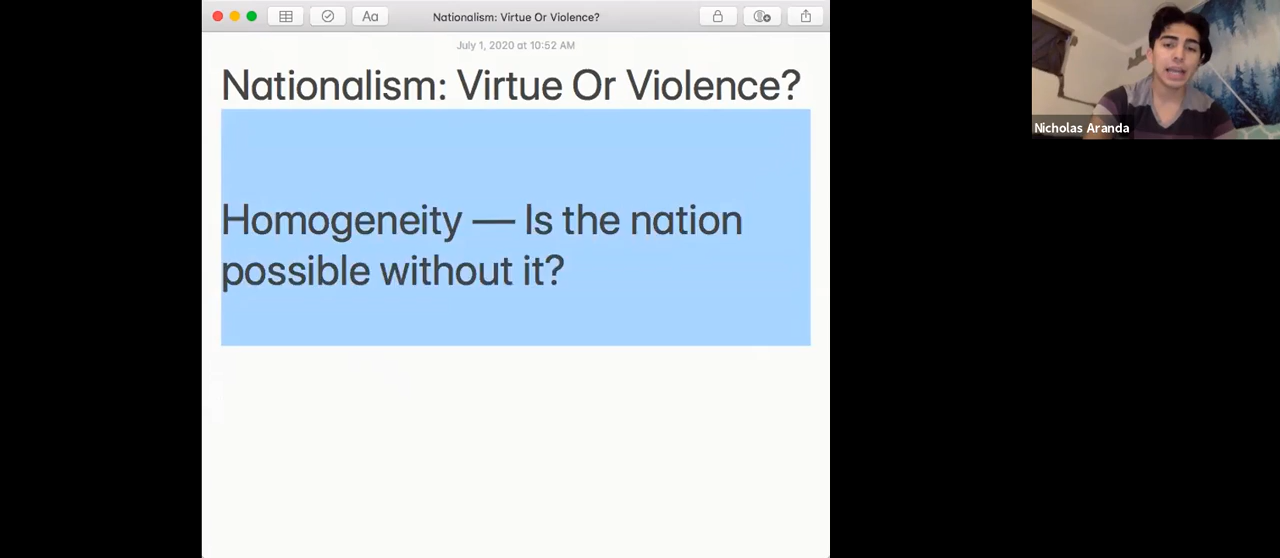 Aa
Nationalism: Virtue Or Violence?
July 1, 2020 at 10:52 AM
Nationalism: Virtue Or Violence?
Homogeneity — Is the nation
possible without it?
Nicholas Aranda